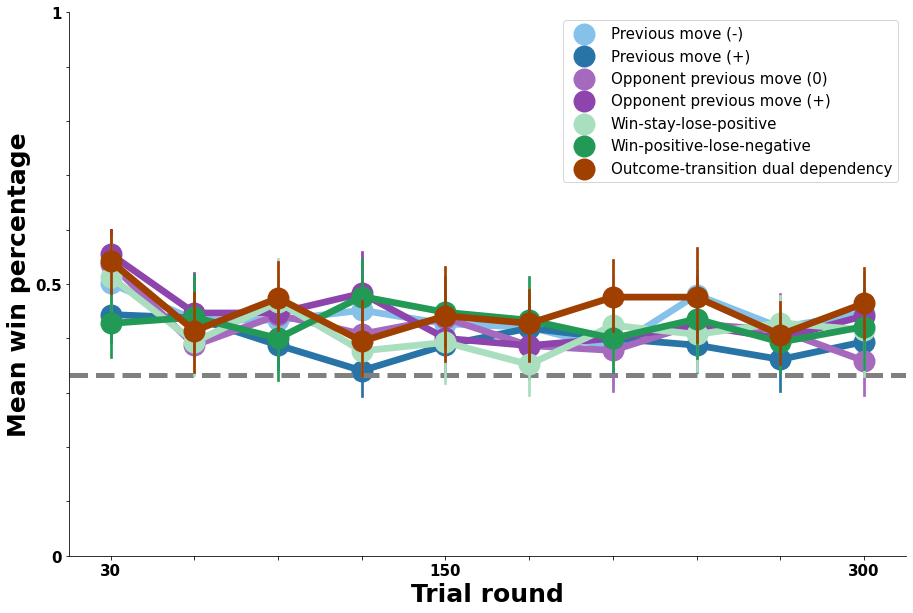 1
0.5
0
Mean win percentage
Previous move (-)
Previous move (+)
Opponent previous move (0)
Opponent previous move (+)
Win-stay-lose-positive
Win-positive-lose-negative
Outcome-transition dual dependency
30
150
300
Trial round